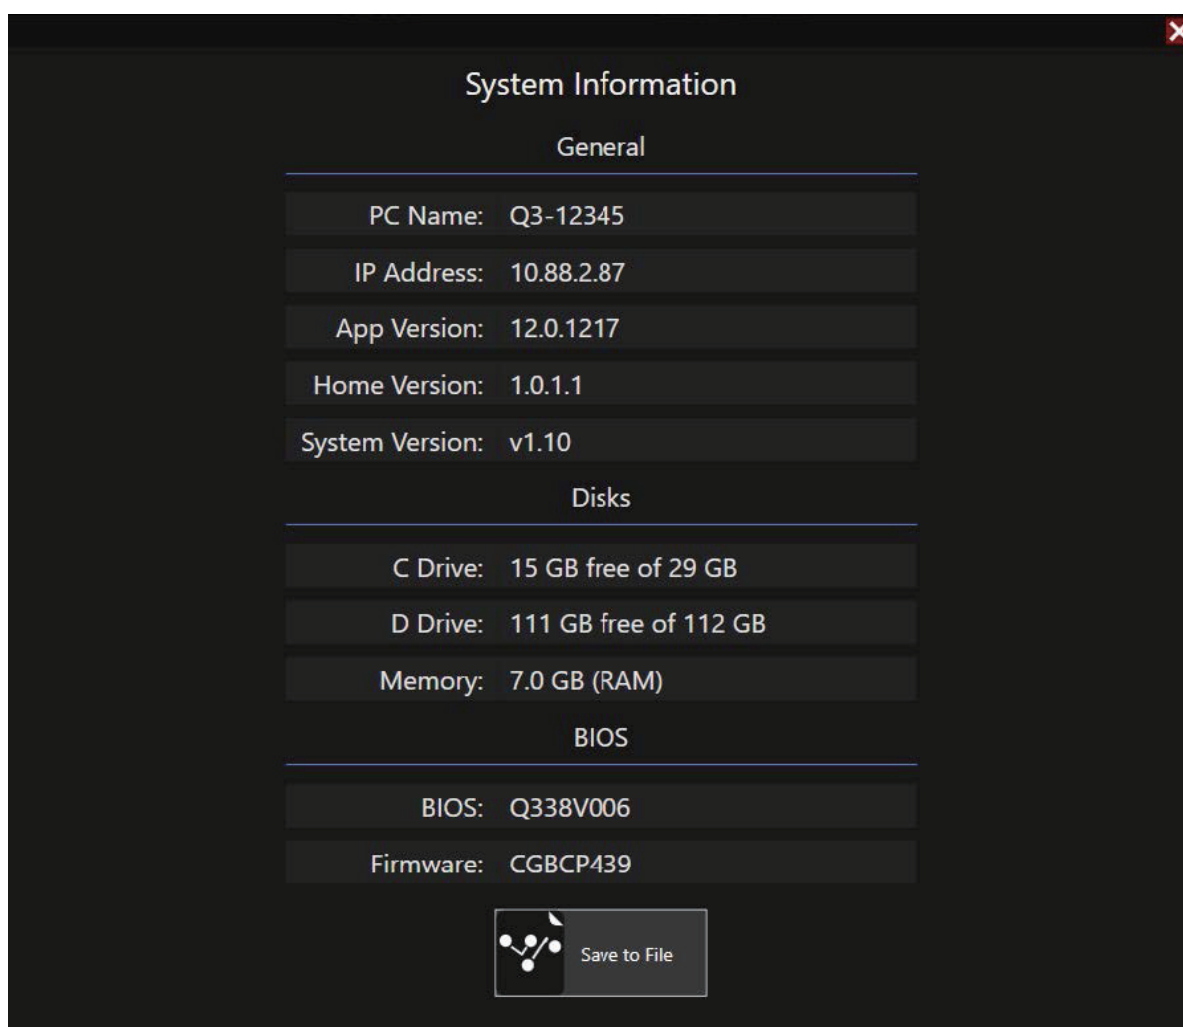 System Information
General
PC Name: Q3-12345
IP Address: 10.88.2.87
App Version: 12.0.1217
Home Version: 1.0.1.1
System Version: v1.10
Disks
C Drive: 15 GB free of 29 GB
D Drive: 111 GB free of 112 GB
Memory: 7.0 GB (RAM)
BIOS
BIOS: Q338V006
Firmware: CGBCP439
Save to File